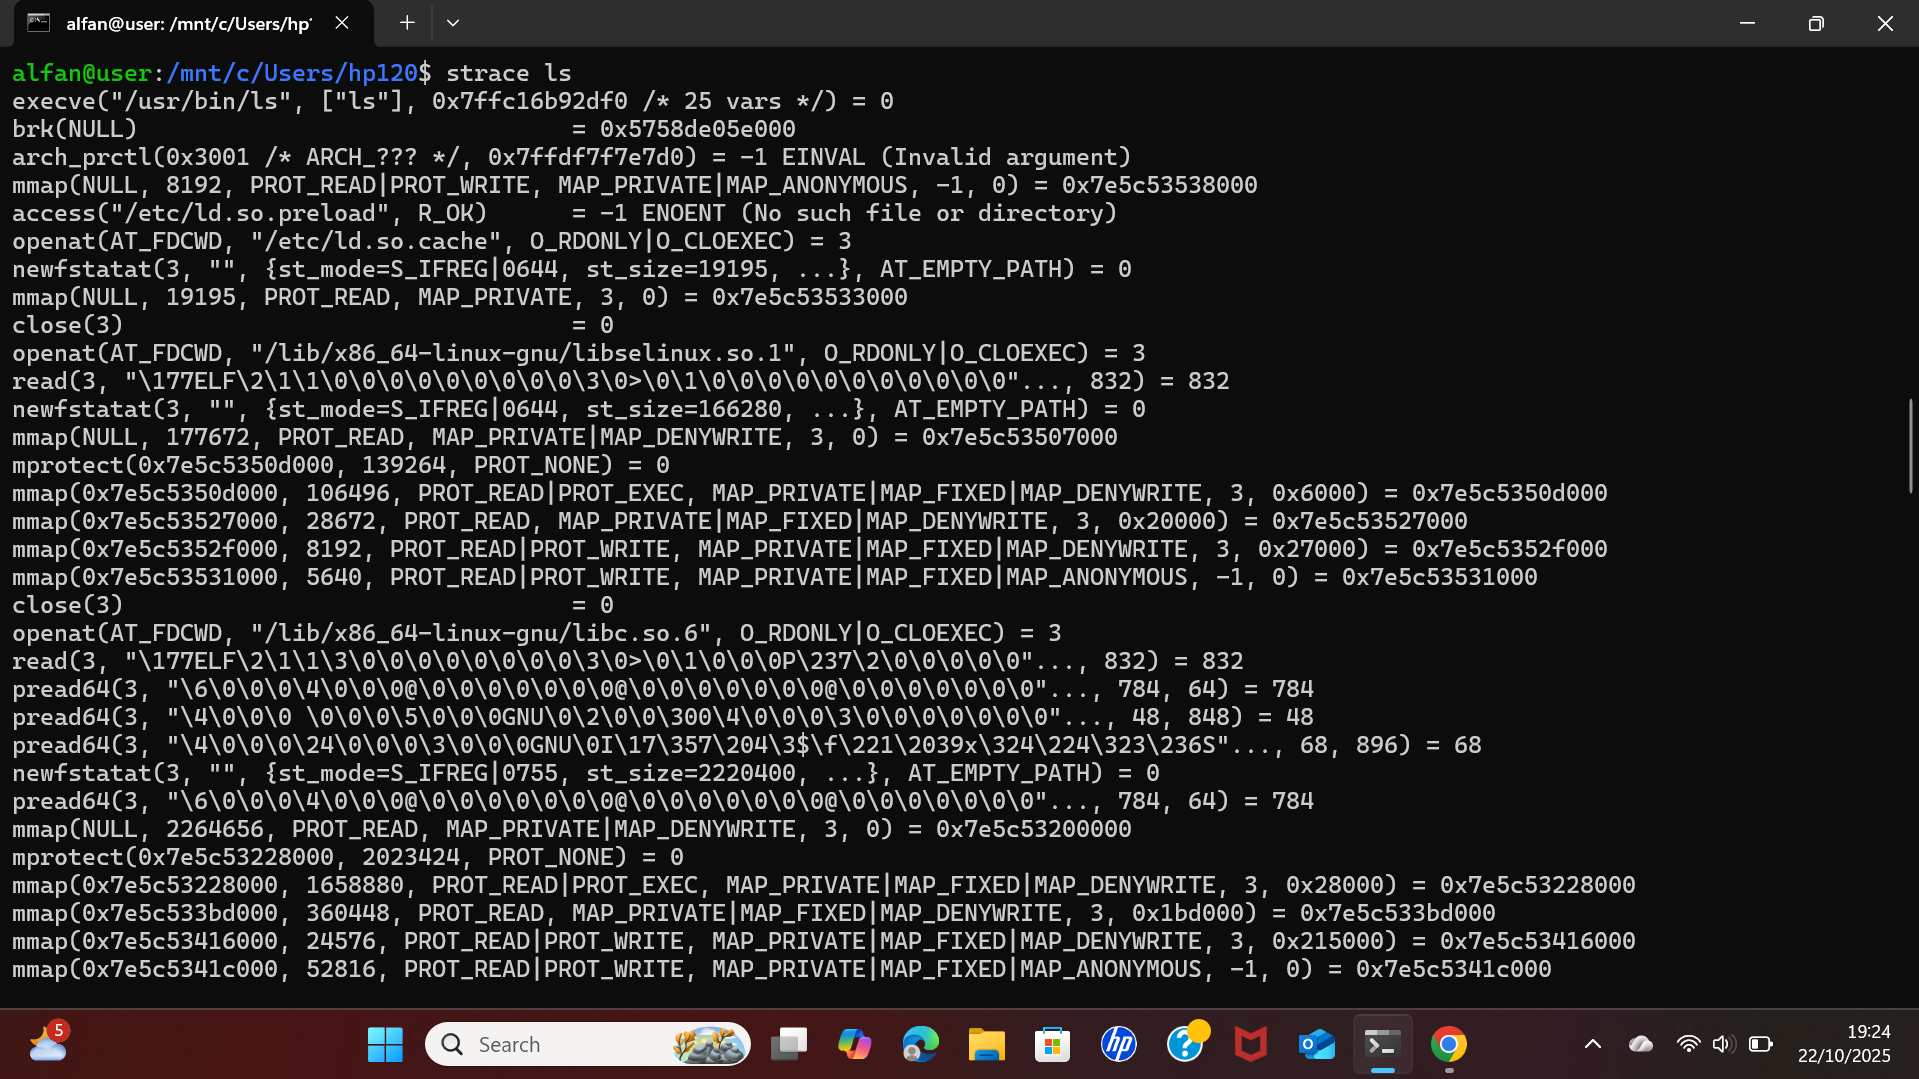 alfan@user: /mnt/c/Users/hp1
alfan@user:/mnt/c/Users/hp120$ strace ls
execve("/usr/bin/ls", ["ls"], 0x7ffc16b92df0 /* 25 vars */) = 0
brk(NULL)                               = 0x5758de05e000
arch_prctl(0x3001 /* ARCH_??? */, 0x7ffdf7f7e7d0) = -1 EINVAL (Invalid argument)
mmap(NULL, 8192, PROT_READ|PROT_WRITE, MAP_PRIVATE|MAP_ANONYMOUS, -1, 0) = 0x7e5c53538000
access("/etc/ld.so.preload", R_OK)      = -1 ENOENT (No such file or directory)
openat(AT_FDCWD, "/etc/ld.so.cache", O_RDONLY|O_CLOEXEC) = 3
newfstatat(3, "", {st_mode=S_IFREG|0644, st_size=19195, ...}, AT_EMPTY_PATH) = 0
mmap(NULL, 19195, PROT_READ, MAP_PRIVATE, 3, 0) = 0x7e5c53533000
close(3)                                = 0
openat(AT_FDCWD, "/lib/x86_64-linux-gnu/libselinux.so.1", O_RDONLY|O_CLOEXEC) = 3
read(3, "\177ELF\2\1\1\0\0\0\0\0\0\0\0\0\3\0>\0\1\0\0\0\0\0\0\0\0\0\0\0"..., 832) = 832
newfstatat(3, "", {st_mode=S_IFREG|0644, st_size=166280, ...}, AT_EMPTY_PATH) = 0
mmap(NULL, 177672, PROT_READ, MAP_PRIVATE|MAP_DENYWRITE, 3, 0) = 0x7e5c53507000
mprotect(0x7e5c5350d000, 139264, PROT_NONE) = 0
mmap(0x7e5c5350d000, 106496, PROT_READ|PROT_EXEC, MAP_PRIVATE|MAP_FIXED|MAP_DENYWRITE, 3, 0x6000) = 0x7e5c5350d000
mmap(0x7e5c53527000, 28672, PROT_READ, MAP_PRIVATE|MAP_FIXED|MAP_DENYWRITE, 3, 0x20000) = 0x7e5c53527000
mmap(0x7e5c5352f000, 8192, PROT_READ|PROT_WRITE, MAP_PRIVATE|MAP_FIXED|MAP_DENYWRITE, 3, 0x27000) = 0x7e5c5352f000
mmap(0x7e5c53531000, 5640, PROT_READ|PROT_WRITE, MAP_PRIVATE|MAP_FIXED|MAP_ANONYMOUS, -1, 0) = 0x7e5c53531000
close(3)                                = 0
openat(AT_FDCWD, "/lib/x86_64-linux-gnu/libc.so.6", O_RDONLY|O_CLOEXEC) = 3
read(3, "\177ELF\2\1\1\3\0\0\0\0\0\0\0\0\3\0>\0\1\0\0\0P\237\2\0\0\0\0\0"..., 832) = 832
pread64(3, "\6\0\0\0\4\0\0\0@\0\0\0\0\0\0\0@\0\0\0\0\0\0\0@\0\0\0\0\0\0\0"..., 784, 64) = 784
pread64(3, "\4\0\0\0 \0\0\0\5\0\0\0GNU\0\2\0\0\300\4\0\0\0\3\0\0\0\0\0\0\0"..., 48, 848) = 48
pread64(3, "\4\0\0\0\24\0\0\0\3\0\0\0GNU\0I\17\357\204\3$\f\221\2039x\324\224\323\236S"..., 68, 896) = 68
newfstatat(3, "", {st_mode=S_IFREG|0755, st_size=2220400, ...}, AT_EMPTY_PATH) = 0
pread64(3, "\6\0\0\0\4\0\0\0@\0\0\0\0\0\0\0@\0\0\0\0\0\0\0@\0\0\0\0\0\0\0"..., 784, 64) = 784
mmap(NULL, 2264656, PROT_READ, MAP_PRIVATE|MAP_DENYWRITE, 3, 0) = 0x7e5c53200000
mprotect(0x7e5c53228000, 2023424, PROT_NONE) = 0
mmap(0x7e5c53228000, 1658880, PROT_READ|PROT_EXEC, MAP_PRIVATE|MAP_FIXED|MAP_DENYWRITE, 3, 0x28000) = 0x7e5c53228000
mmap(0x7e5c533bd000, 360448, PROT_READ, MAP_PRIVATE|MAP_FIXED|MAP_DENYWRITE, 3, 0x1bd000) = 0x7e5c533bd000
mmap(0x7e5c53416000, 24576, PROT_READ|PROT_WRITE, MAP_PRIVATE|MAP_FIXED|MAP_DENYWRITE, 3, 0x215000) = 0x7e5c53416000
mmap(0x7e5c5341c000, 52816, PROT_READ|PROT_WRITE, MAP_PRIVATE|MAP_FIXED|MAP_ANONYMOUS, -1, 0) = 0x7e5c5341c000
5
Search
hp
19:24
22/10/2025